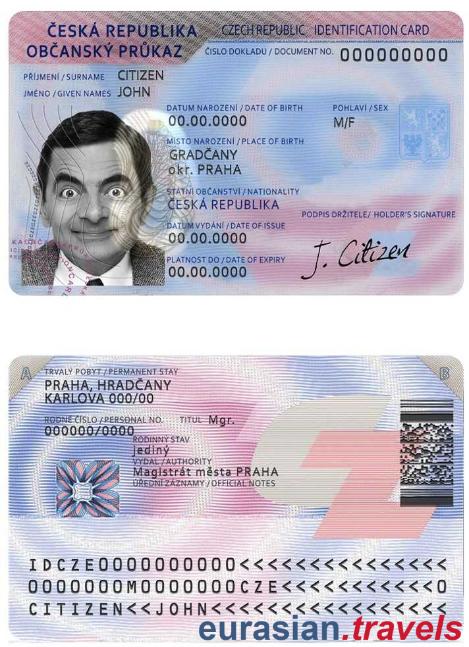 ČESKÁ REPUBLIKA CZECH REPUBLIC IDENTIFICATION CARD
OBČANSKÝ PRŮKAZ ČÍSLO DOKLADU / DOCUMENT NO. 000000000
PŘÍJMENÍ / SURNAME CITIZEN
JMÉNO / GIVEN NAMES JOHN
DATUM NAROZENÍ / DATE OF BIRTH POHLAVÍ / SEX
00.00.0000 M/F
MÍSTO NAROZENÍ / PLACE OF BIRTH
GRADČANY
okr. PRAHA
STÁTNÍ OBČANSTVÍ / NATIONALITY
ČESKÁ REPUBLIKA
PODPIS DRŽITELE / HOLDER'S SIGNATURE
DATUM VYDÁNÍ / DATE OF ISSUE
00.00.0000
J. Citizen
PLATNOST DO / DATE OF EXPIRY
00.00.0000
A B
TRVALÝ POBYT / PERMANENT STAY
PRAHA, HRADČANY
KARLOVA 000/00
RODNÉ ČÍSLO / PERSONAL NO. TITUL Mgr.
000000/0000
RODINNÝ STAV
jediný
VYDAL / AUTHORITY
Magistrát města PRAHA
ÚŘEDNÍ ZÁZNAMY / OFFICIAL NOTES
CZ
IDCZE0000000000<<<<<<<<<<<<<<<
0000000M0000000CZE<<<<<<<<<<<0
CITIZEN<<JOHN<<<<<<<<<<<<<<<<<
eurasian.travels